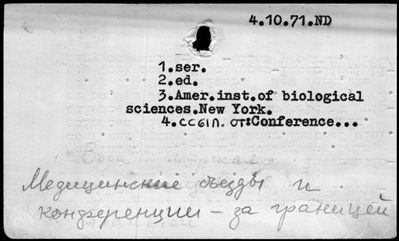 4.10.71.ND
1.ser.
2.ed.
3.Amer.inst.of biological
sciences.New York.
4.ссып. от:Conference...
Медицинские съезды и
конференции – за границей